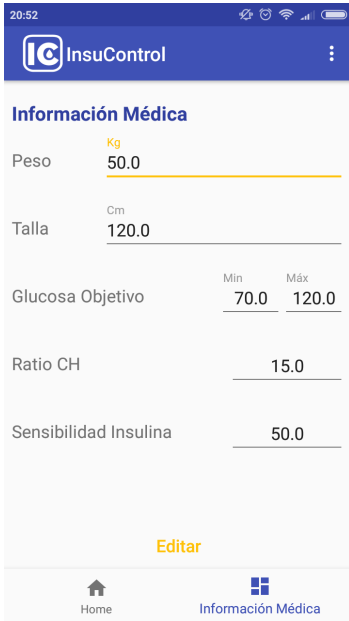 20:52
IC InsuControl
Información Médica
Kg
Peso 50.0
Cm
Talla 120.0
Min Máx
Glucosa Objetivo 70.0 120.0
Ratio CH 15.0
Sensibilidad Insulina 50.0
Editar
Home Información Médica